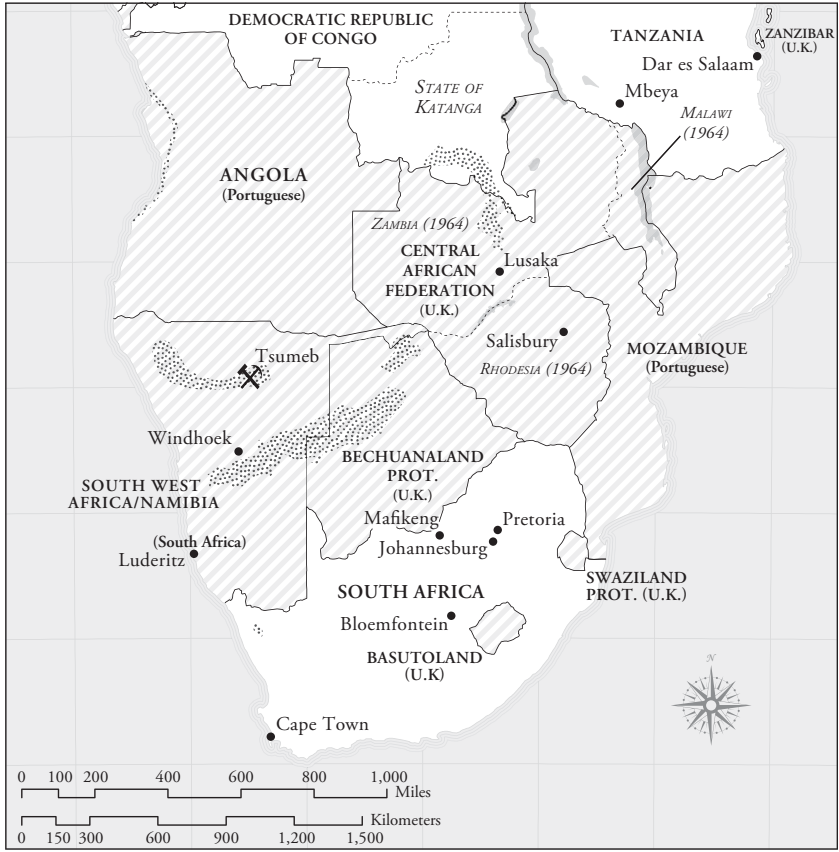 DEMOCRATIC REPUBLIC
OF CONGO
TANZANIA
ZANZIBAR
(U.K.)
Dar es Salaam
Mbeya
STATE OF
KATANGA
MALAWI
(1964)
ANGOLA
(Portuguese)
ZAMBIA (1964)
CENTRAL
AFRICAN
FEDERATION
(U.K.)
Lusaka
Salisbury
RHODESIA (1964)
MOZAMBIQUE
(Portuguese)
Tsumeb
Windhoek
SOUTH WEST
AFRICA/NAMIBIA
(South Africa)
Luderitz
BECHUANALAND
PROT.
(U.K.)
Mafikeng
Pretoria
Johannesburg
SWAZILAND
PROT. (U.K.)
SOUTH AFRICA
Bloemfontein
BASUTOLAND
(U.K)
N
Cape Town
0 100 200 400 600 800 1,000
Miles
Kilometers
0 150 300 600 900 1,200 1,500